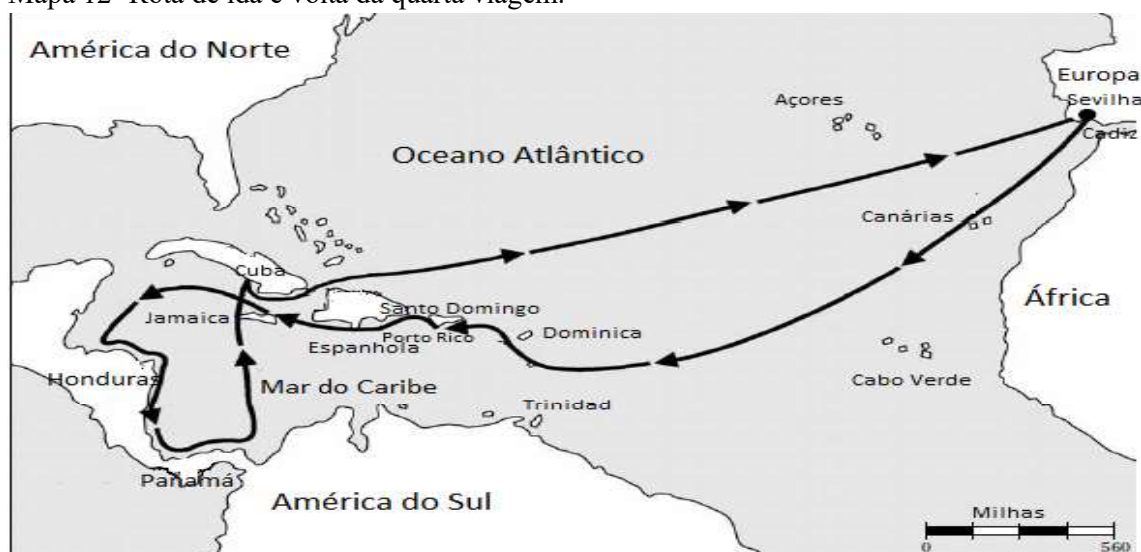 Mapa 12- Rota de ida e volta da quarta viagem.
América do Norte
Europa
Açores
Sevilha
Cadiz
Oceano Atlântico
Canárias
Cuba
África
Santo Domingo
Jamaica
Dominica
Porto Rico
Espanhola
Honduras
Mar do Caribe
Cabo Verde
Trinidad
Panamá
América do Sul
Milhas
0 560